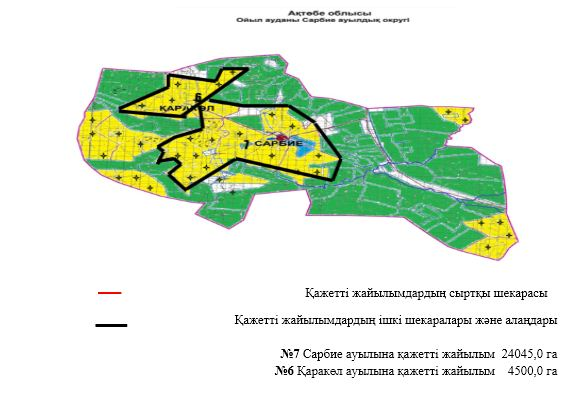 Ақтөбе облысы
Ойыл ауданы Сарбие ауылдық округі
6
ҚАРАКӨЛ
7 САРБИЕ
Қажетті жайылымдардың сыртқы шекарасы
Қажетті жайылымдардың ішкі шекаралары және алаңдары
№7 Сарбие ауылына қажетті жайылым 24045,0 га
№6 Қаракөл ауылына қажетті жайылым 4500,0 га